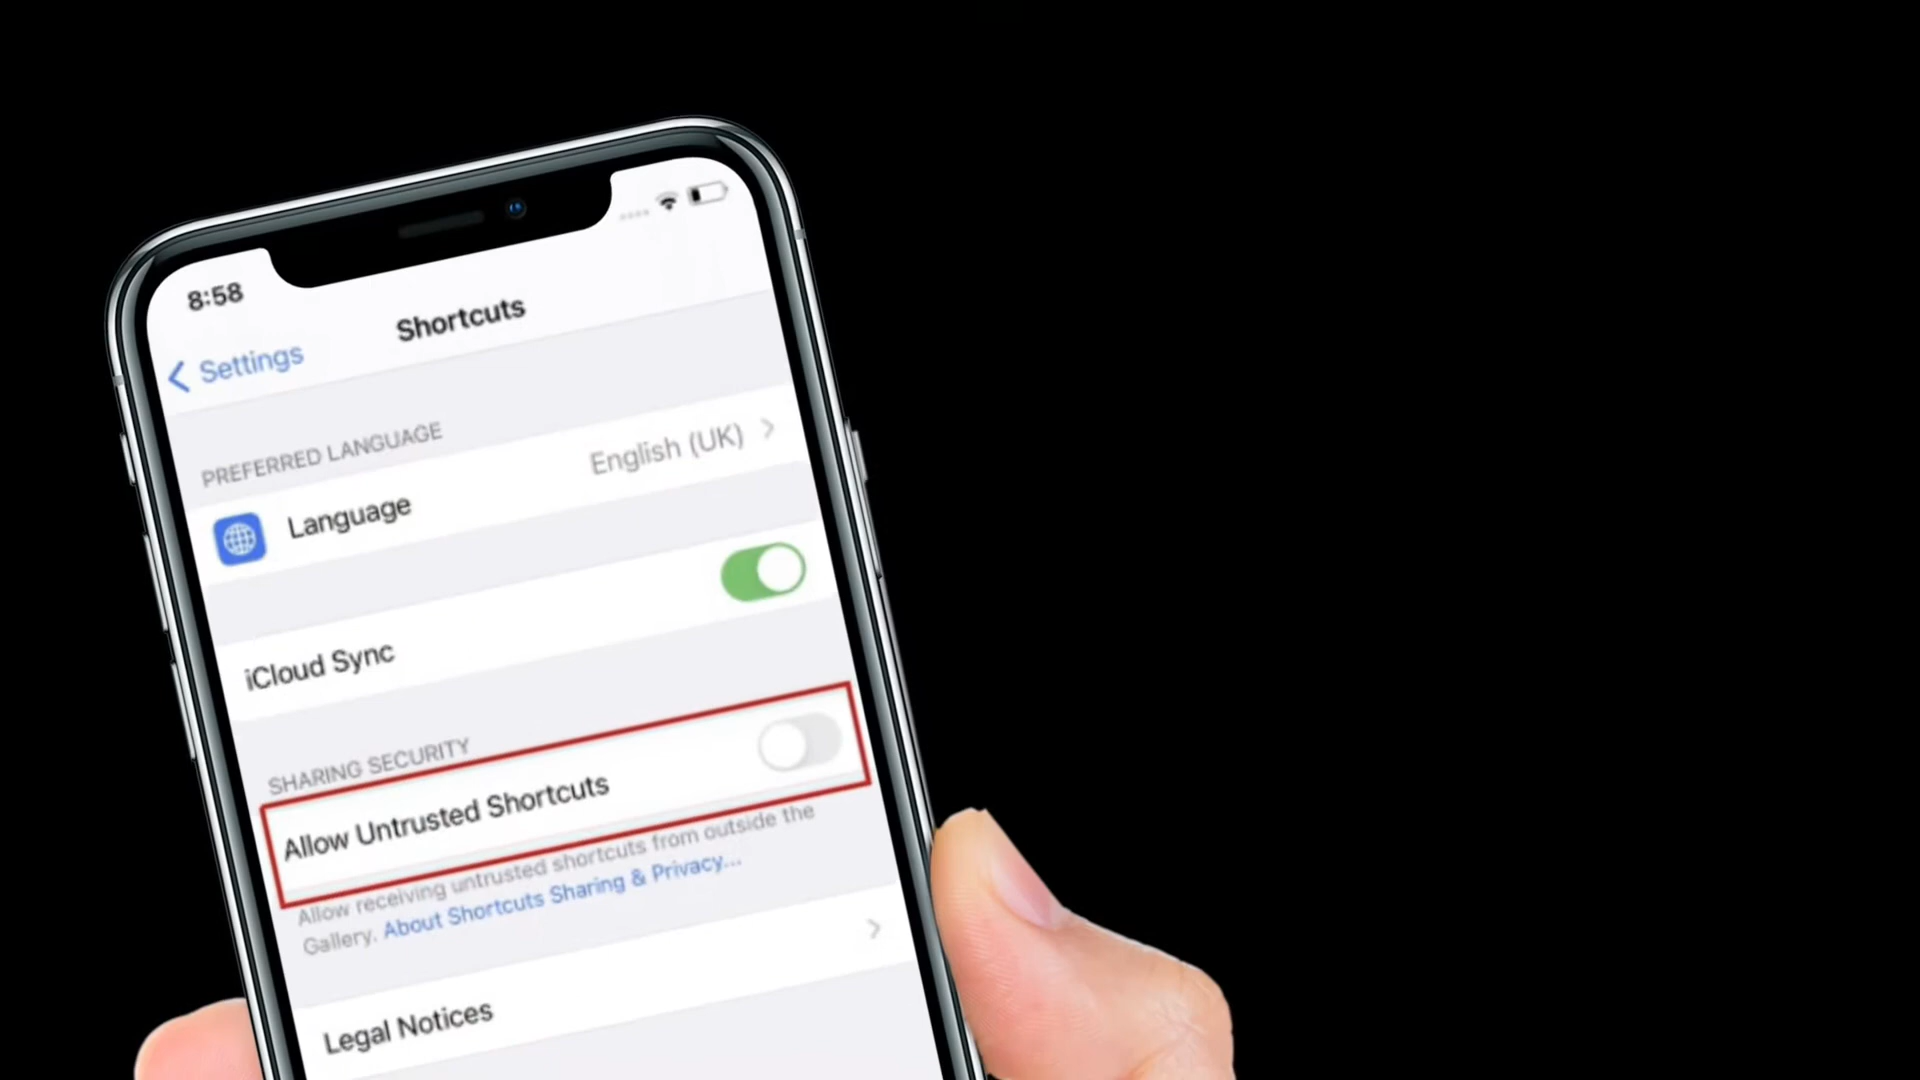 8:58
Settings
Shortcuts
PREFERRED LANGUAGE
Language
English (UK)
iCloud Sync
SHARING SECURITY
Allow Untrusted Shortcuts
Allow receiving untrusted shortcuts from outside the
Gallery. About Shortcuts Sharing & Privacy...
Legal Notices